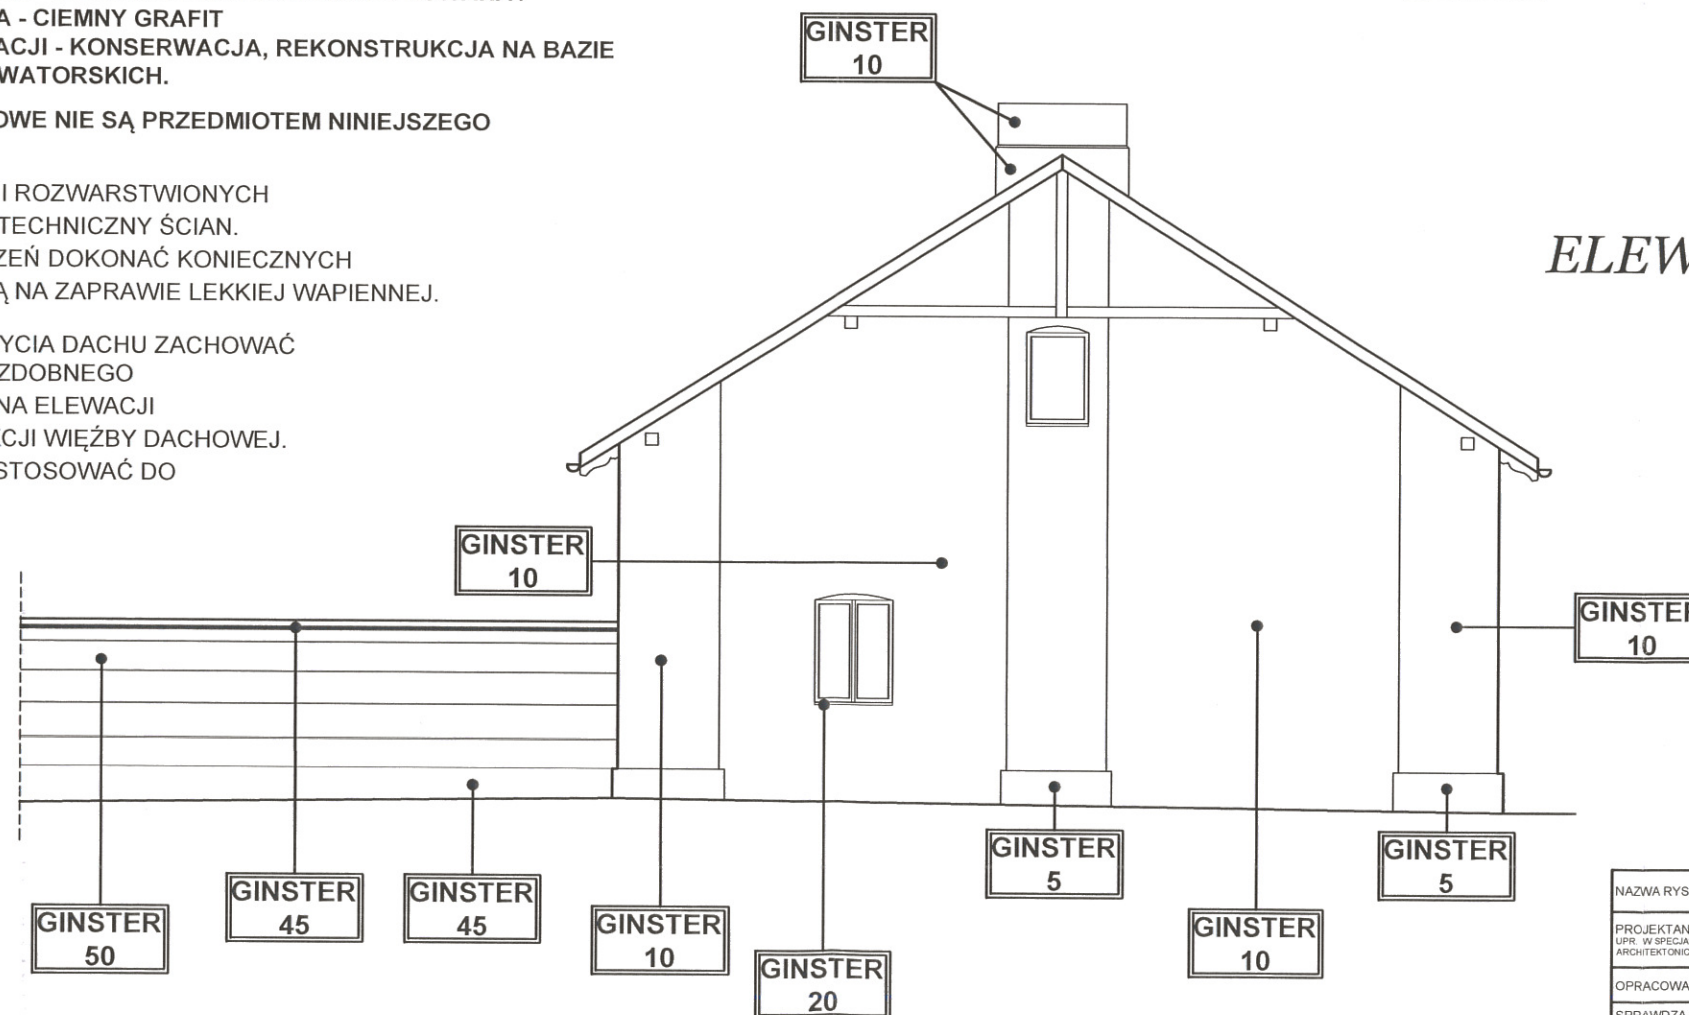 A - CIEMNY GRAFIT
ACJI - KONSERWACJA, REKONSTRUKCJA NA BAZIE
WATORSKICH.
OWE NIE SĄ PRZEDMIOTEM NINIEJSZEGO
I ROZWARSTWIONYCH
TECHNICZNY ŚCIAN.
ZEŃ DOKONAĆ KONIECZNYCH
Ą NA ZAPRAWIE LEKKIEJ WAPIENNEJ.
YCIA DACHU ZACHOWAĆ
ZDOBNEGO
NA ELEWACJI
CJI WIĘŹBY DACHOWEJ.
STOSOWAĆ DO
GINSTER
10
ELEW
GINSTER
10
GINSTER
10
GINSTER
50
GINSTER
45
GINSTER
45
GINSTER
10
GINSTER
20
GINSTER
5
GINSTER
10
GINSTER
5
NAZWA RYS
PROJEKTAN
UPR. W SPECJA
ARCHITEKTONIC
OPRACOWA